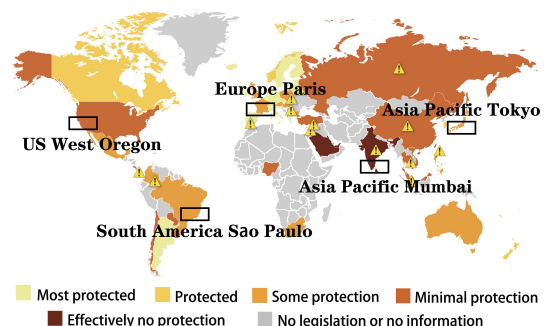 Europe Paris
Asia Pacific Tokyo
US West Oregon
Asia Pacific Mumbai
South America São Paulo
Most protected
Protected
Some protection
Minimal protection
Effectively no protection
No legislation or no information